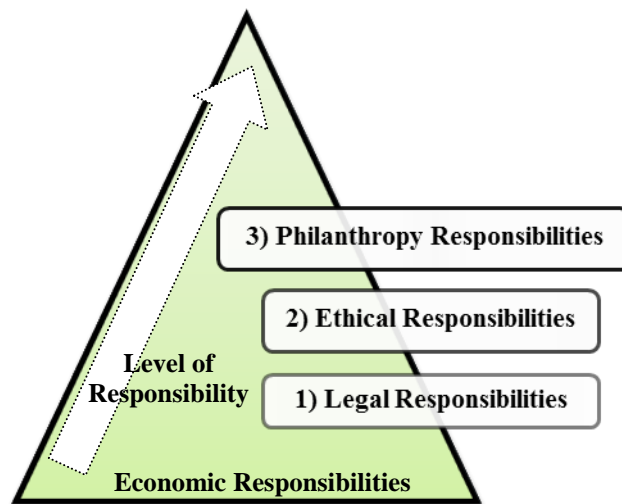 3) Philanthropy Responsibilities
2) Ethical Responsibilities
Level of
Responsibility
1) Legal Responsibilities
Economic Responsibilities